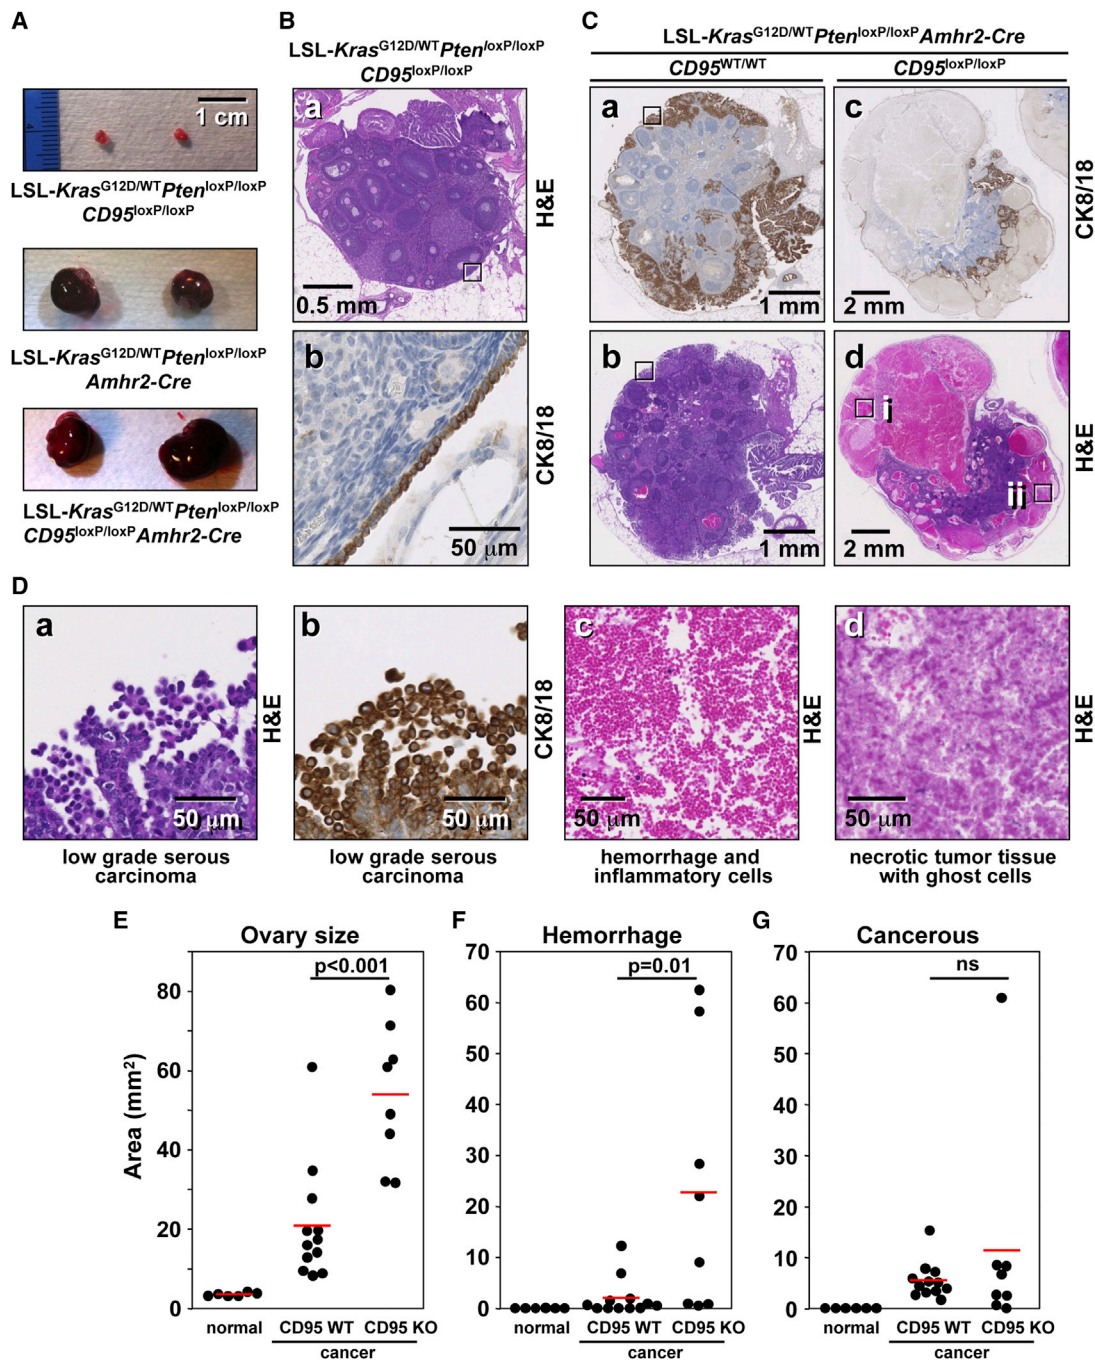 A
1 cm
LSL-KrasG12D/WTPtenloxP/loxP
CD95loxP/loxP
LSL-KrasG12D/WTPtenloxP/loxP
Amhr2-Cre
LSL-KrasG12D/WTPtenloxP/loxP
CD95loxP/loxPAmhr2-Cre
B
LSL-KrasG12D/WTPtenloxP/loxP
CD95loxP/loxP
a
0.5 mm
H&E
b
50 μm
CK8/18
C
LSL-KrasG12D/WTPtenloxP/loxPAmhr2-Cre
CD95WT/WT
CD95loxP/loxP
a
1 mm
c
2 mm
CK8/18
b
1 mm
d
i
ii
2 mm
H&E
D
a
50 μm
H&E
low grade serous
carcinoma
b
50 μm
CK8/18
low grade serous
carcinoma
c
50 μm
H&E
hemorrhage and
inflammatory cells
d
50 μm
H&E
necrotic tumor tissue
with ghost cells
E
Ovary size
p<0.001
Area (mm2)
80
60
40
20
0
normal
CD95 WT
CD95 KO
cancer
F
Hemorrhage
p=0.01
70
60
50
40
30
20
10
0
normal
CD95 WT
CD95 KO
cancer
G
Cancerous
ns
70
60
50
40
30
20
10
0
normal
CD95 WT
CD95 KO
cancer